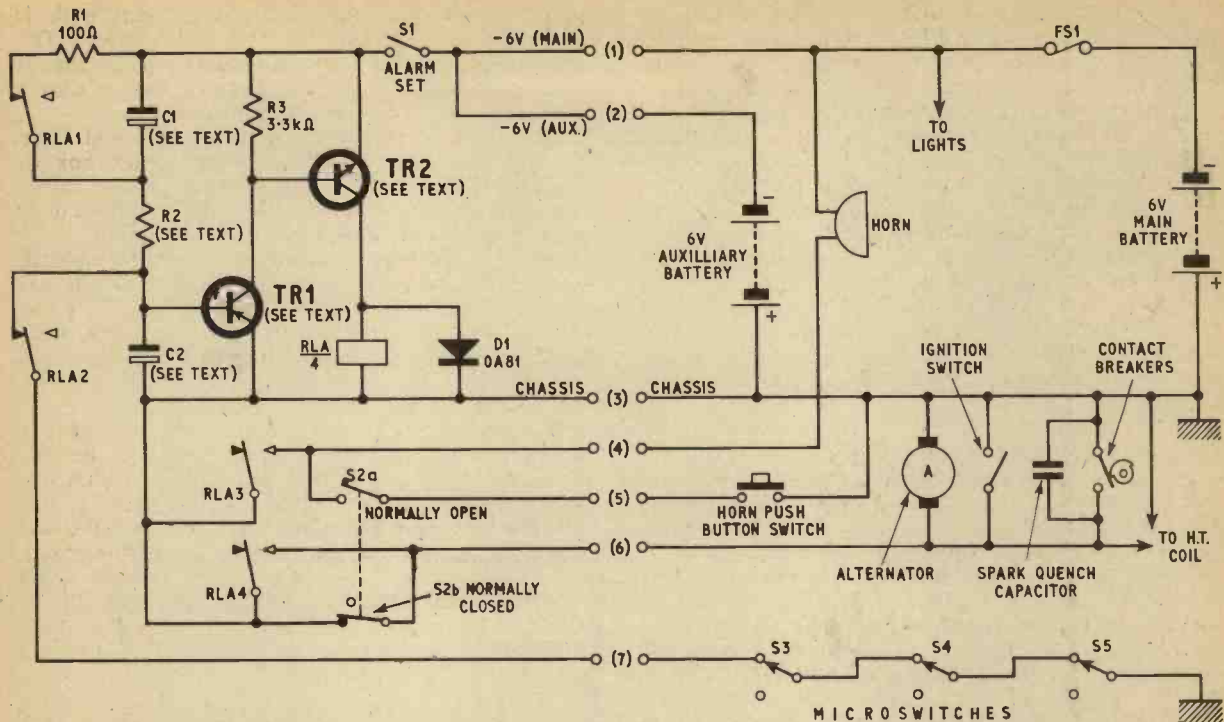 R1
100Ω
RLA1
C1
(SEE TEXT)
R2
(SEE TEXT)
RLA2
C2
(SEE TEXT)
R3
3·3kΩ
TR1
(SEE TEXT)
TR2
(SEE TEXT)
RLA
4
D1
OA81
S1
ALARM
SET
-6V (MAIN)
(1)
-6V (AUX.)
(2)
CHASSIS
(3)
CHASSIS
(4)
(5)
(6)
(7)
RLA3
S2a
NORMALLY OPEN
RLA4
S2b NORMALLY
CLOSED
6V
AUXILLIARY
BATTERY
-
+
HORN
TO
LIGHTS
FS1
6V
MAIN
BATTERY
-
+
HORN PUSH
BUTTON SWITCH
A
ALTERNATOR
IGNITION
SWITCH
SPARK QUENCH
CAPACITOR
CONTACT
BREAKERS
TO H.T.
COIL
S3
S4
S5
MICROSWITCHES